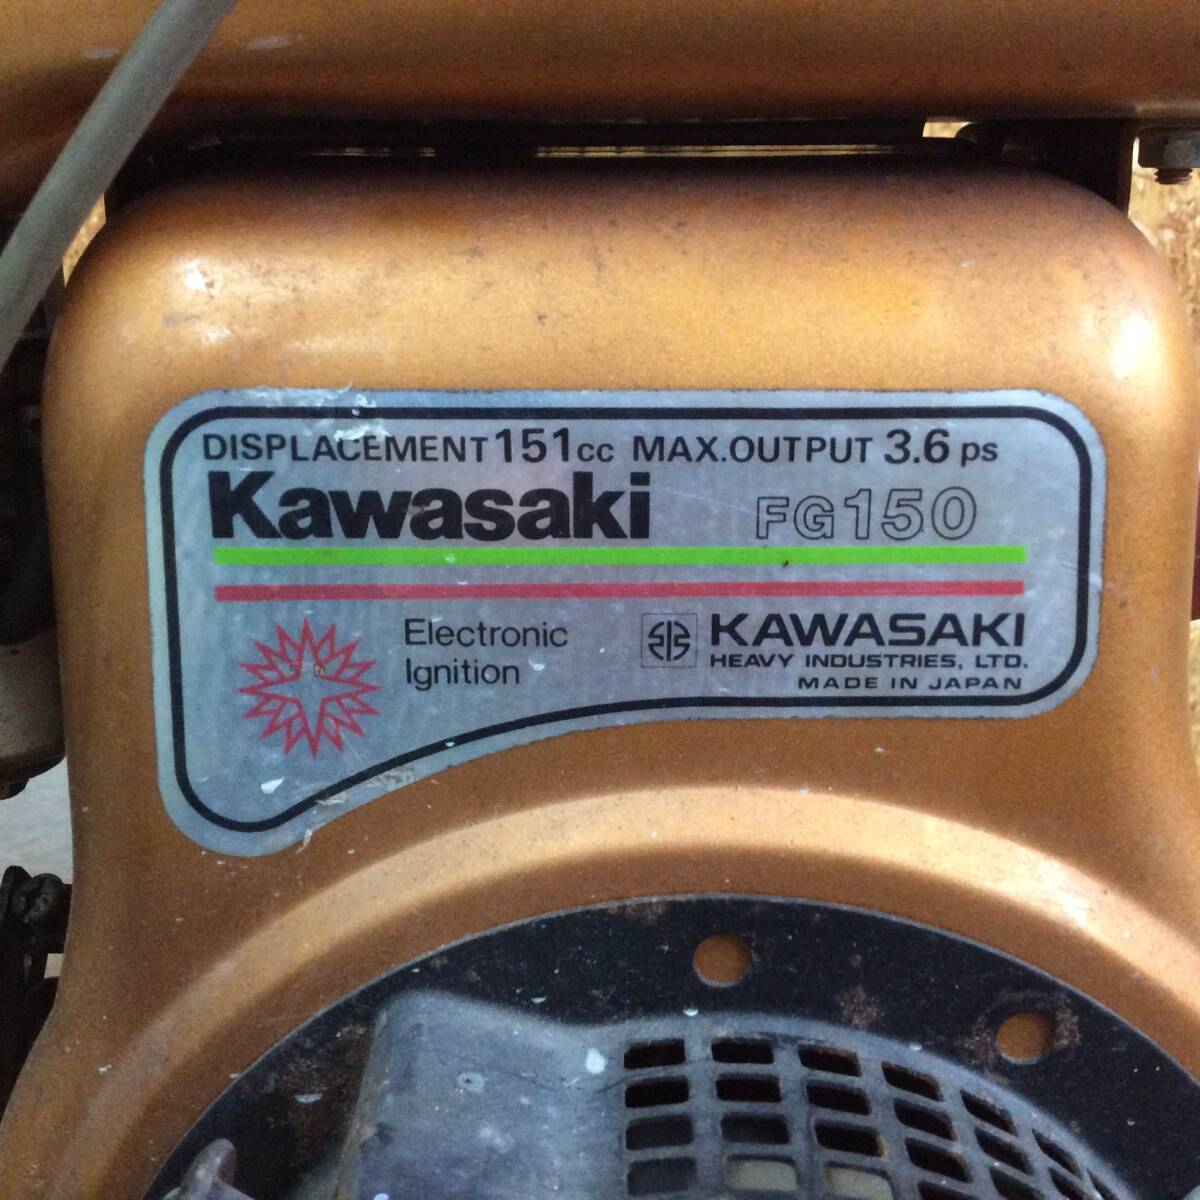 DISPLACEMENT 151cc MAX.OUTPUT 3.6 ps
Kawasaki FG150
Electronic
Ignition
KAWASAKI
HEAVY INDUSTRIES, LTD.
MADE IN JAPAN